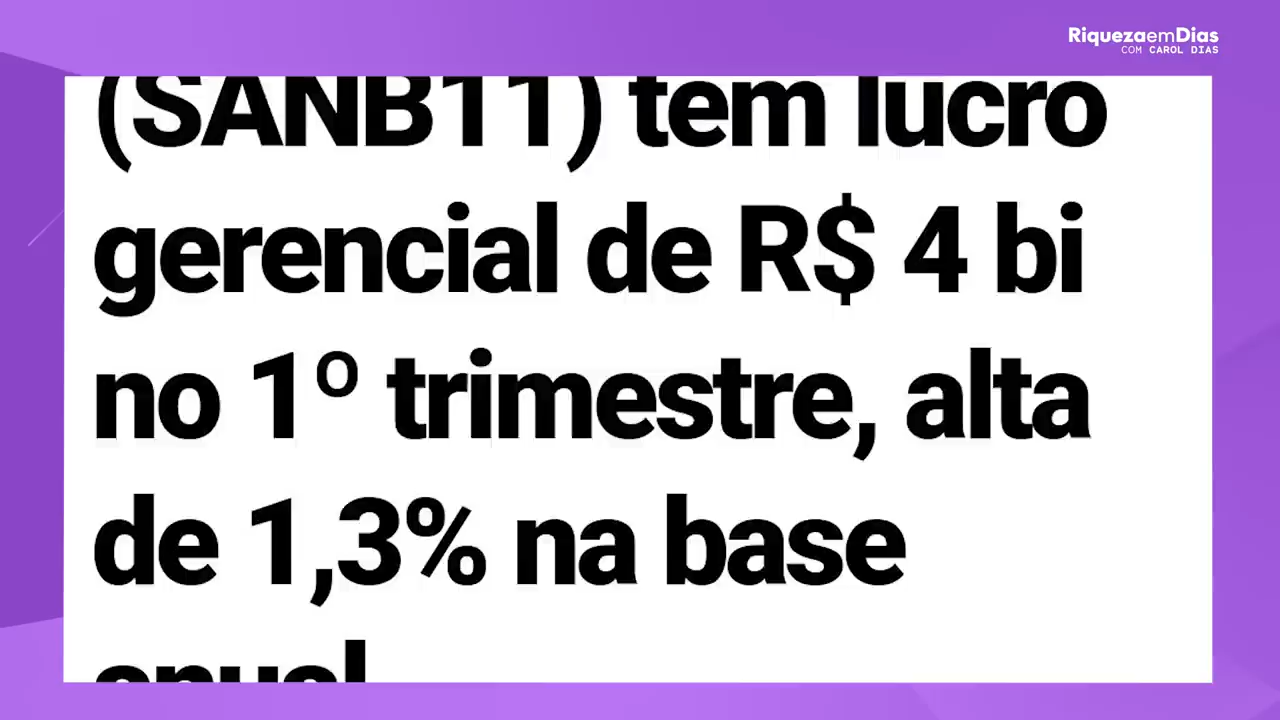 RiquezaemDias
COM CAROL DIAS
(SANB11) tem lucro
gerencial de R$ 4 bi
no 1º trimestre, alta
de 1,3% na base
anual